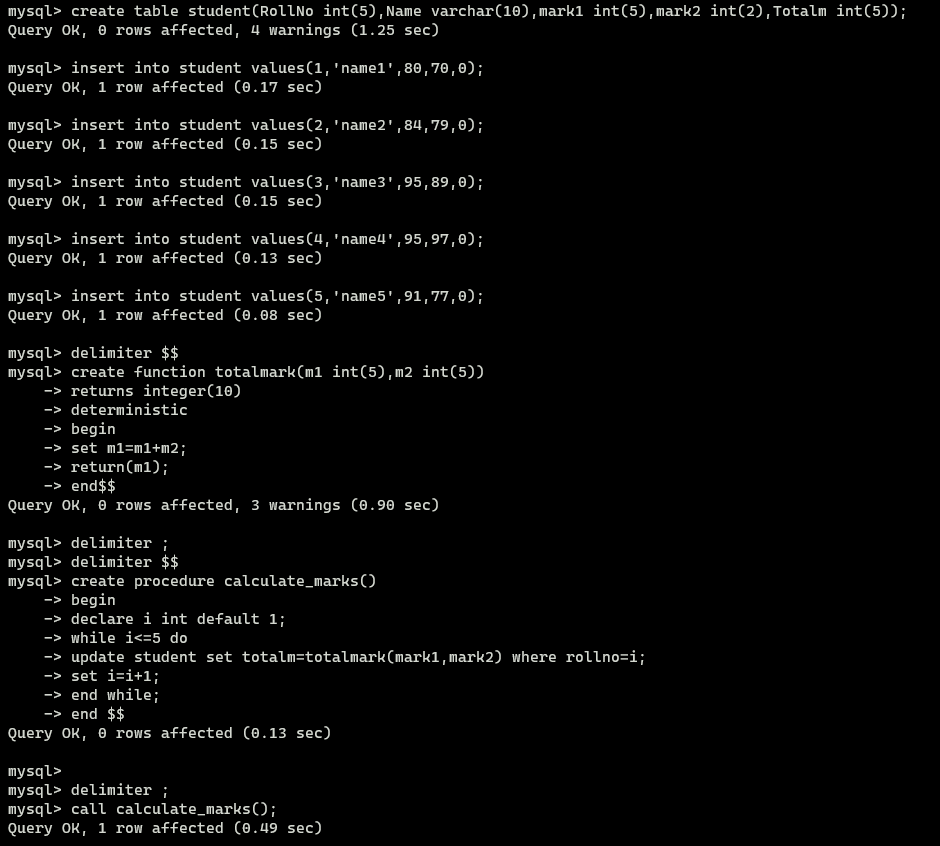 mysql> create table student(RollNo int(5),Name varchar(10),mark1 int(5),mark2 int(2),Totalm int(5));
Query OK, 0 rows affected, 4 warnings (1.25 sec)
mysql> insert into student values(1,'name1',80,70,0);
Query OK, 1 row affected (0.17 sec)
mysql> insert into student values(2,'name2',84,79,0);
Query OK, 1 row affected (0.15 sec)
mysql> insert into student values(3,'name3',95,89,0);
Query OK, 1 row affected (0.15 sec)
mysql> insert into student values(4,'name4',95,97,0);
Query OK, 1 row affected (0.13 sec)
mysql> insert into student values(5,'name5',91,77,0);
Query OK, 1 row affected (0.08 sec)
mysql> delimiter $$
mysql> create function totalmark(m1 int(5),m2 int(5))
    -> returns integer(10)
    -> deterministic
    -> begin
    -> set m1=m1+m2;
    -> return(m1);
    -> end$$
Query OK, 0 rows affected, 3 warnings (0.90 sec)
mysql> delimiter ;
mysql> delimiter $$
mysql> create procedure calculate_marks()
    -> begin
    -> declare i int default 1;
    -> while i<=5 do
    -> update student set totalm=totalmark(mark1,mark2) where rollno=i;
    -> set i=i+1;
    -> end while;
    -> end $$
Query OK, 0 rows affected (0.13 sec)
mysql>
mysql> delimiter ;
mysql> call calculate_marks();
Query OK, 1 row affected (0.49 sec)